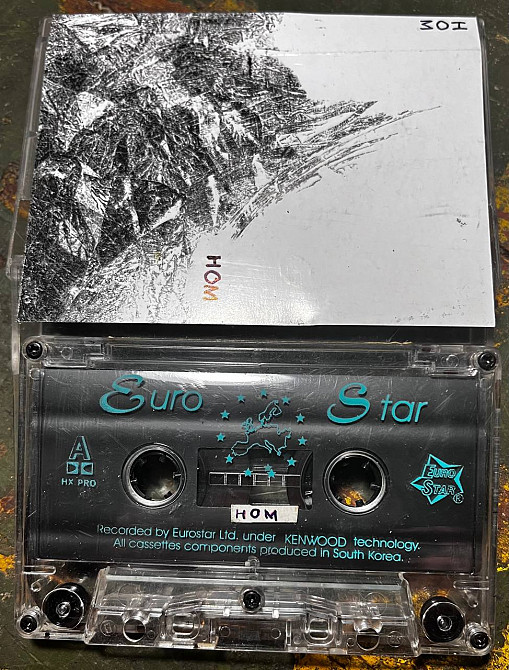 HOM
HOM
Euro Star
A
HX PRO
EURO
STAR
HOM
Recorded by Eurostar Ltd. under KENWOOD technology.
All cassettes components produced in South Korea.